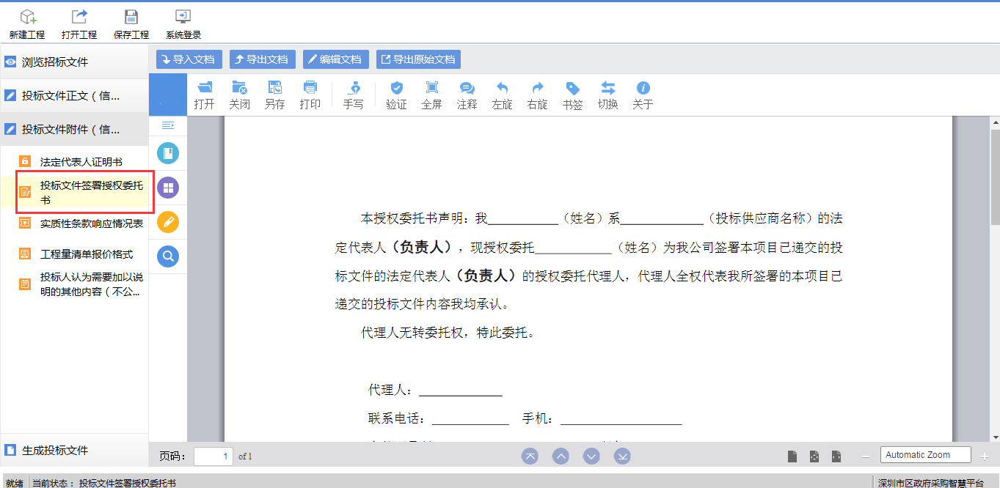 新建工程 打开工程 保存工程 系统登录
浏览招标文件
投标文件正文（信...
投标文件附件（信...
法定代表人证明书
投标文件签署授权委托
书
实质性条款响应情况表
工程量清单报价格式
投标人认为需要加以说
明的其他内容（不公...
生成投标文件
导入文档 导出文档 编辑文档 导出原始文档
打开 关闭 另存 打印 手写 验证 全屏 注释 左旋 右旋 书签 切换 关于
本授权委托书声明：我___________（姓名）系_____________（投标供应商名称）的法
定代表人（负责人），现授权委托____________（姓名）为我公司签署本项目已递交的投
标文件的法定代表人（负责人）的授权委托代理人，代理人全权代表我所签署的本项目已
递交的投标文件内容我均承认。
代理人无转委托权，特此委托。
代理人：_____________
联系电话：____________ 手机：___________________
页码： 1 of 1 Automatic Zoom
就绪 当前状态： 投标文件签署授权委托书 深圳市区政府采购智慧平台